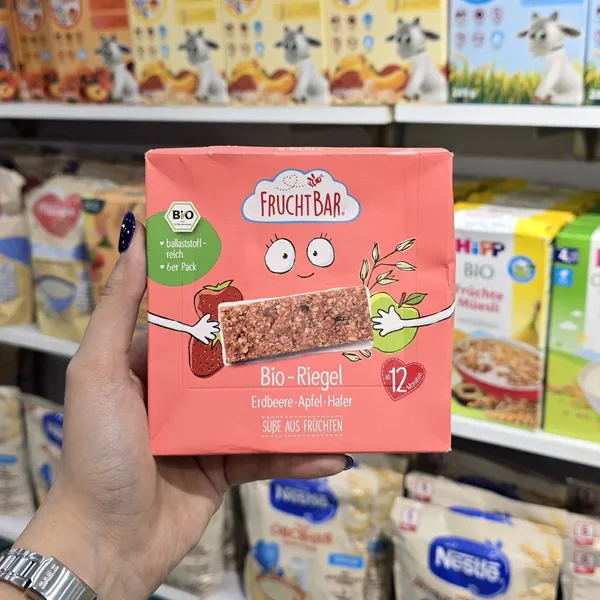 FRUCHTBAR
BIO
• ballaststoff-
reich
• 6er Pack
Bio-Riegel
Erdbeere·Apfel·Hafer
SÜẞE AUS FRÜCHTEN
ab
12
Monaten
HiPP
BIO
Früchte
Müesli
Nestlé
Nestlé